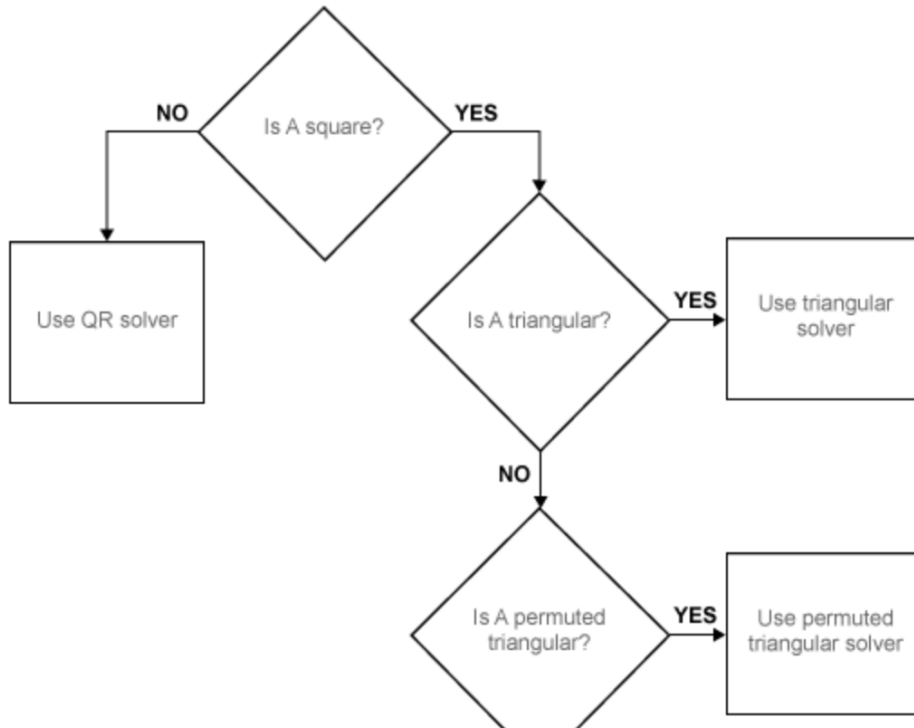 Is A square?
NO
YES
Use QR solver
Is A triangular?
YES
Use triangular
solver
NO
Is A permuted
triangular?
YES
Use permuted
triangular solver